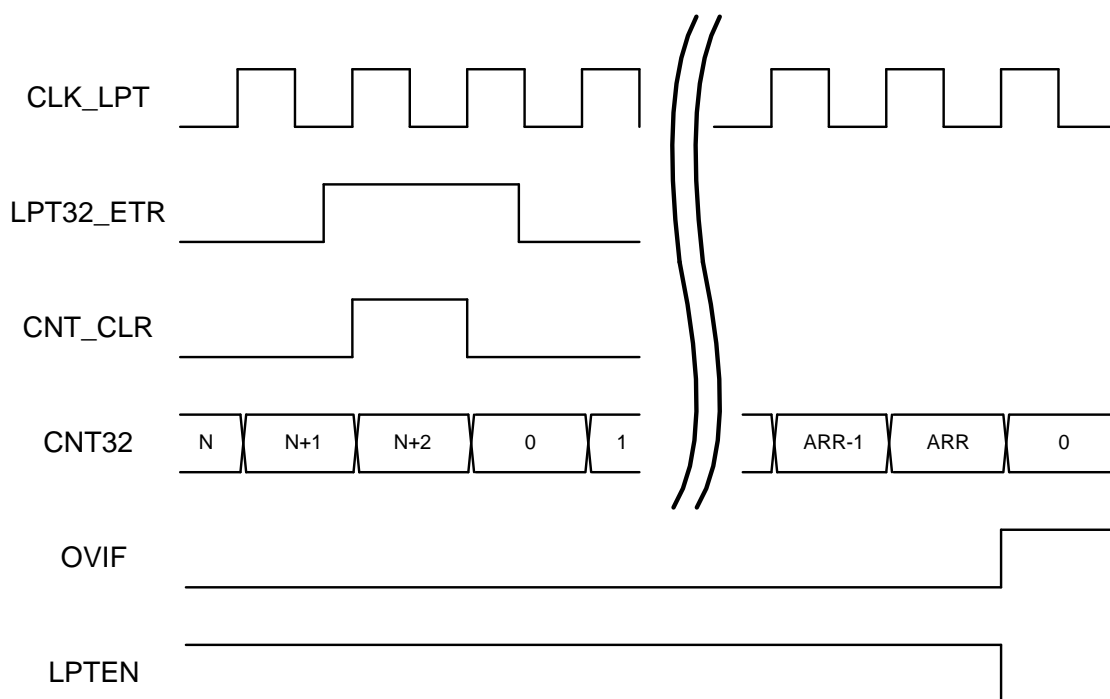 CLK_LPT
LPT32_ETR
CNT_CLR
CNT32 N N+1 N+2 0 1 ARR-1 ARR 0
OVIF
LPTEN